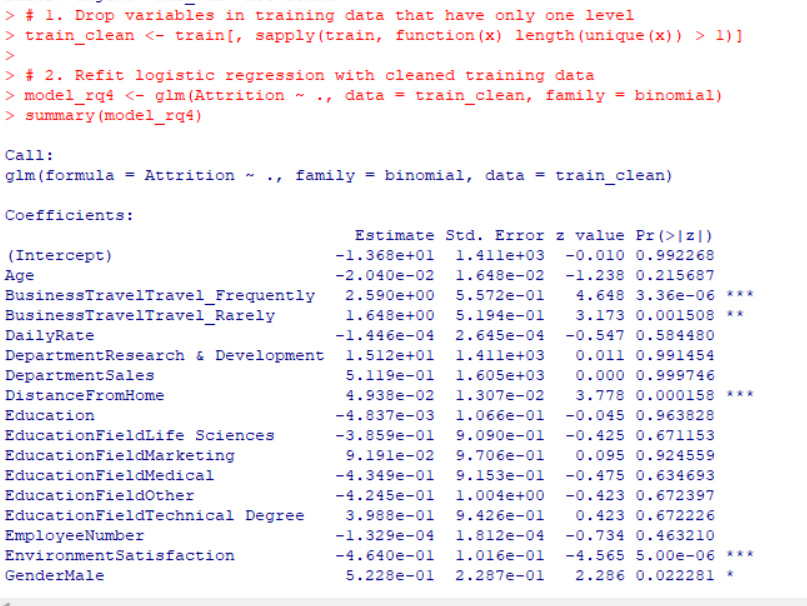 > # 1. Drop variables in training data that have only one level
> train_clean <- train[, sapply(train, function(x) length(unique(x)) > 1)]
>
> # 2. Refit logistic regression with cleaned training data
> model_rq4 <- glm(Attrition ~ ., data = train_clean, family = binomial)
> summary(model_rq4)

Call:
glm(formula = Attrition ~ ., family = binomial, data = train_clean)

Coefficients:
                                   Estimate Std. Error z value Pr(>|z|)
(Intercept)                      -1.368e+01  1.411e+03  -0.010 0.992268
Age                              -2.040e-02  1.648e-02  -1.238 0.215687
BusinessTravelTravel_Frequently   2.590e+00  5.572e-01   4.648 3.36e-06 ***
BusinessTravelTravel_Rarely       1.648e+00  5.194e-01   3.173 0.001508 **
DailyRate                        -1.446e-04  2.645e-04  -0.547 0.584480
DepartmentResearch & Development  1.512e+01  1.411e+03   0.011 0.991454
DepartmentSales                   5.119e-01  1.605e+03   0.000 0.999746
DistanceFromHome                  4.938e-02  1.307e-02   3.778 0.000158 ***
Education                        -4.837e-03  1.066e-01  -0.045 0.963828
EducationFieldLife Sciences      -3.859e-01  9.090e-01  -0.425 0.671153
EducationFieldMarketing           9.191e-02  9.706e-01   0.095 0.924559
EducationFieldMedical            -4.349e-01  9.153e-01  -0.475 0.634693
EducationFieldOther              -4.245e-01  1.004e+00  -0.423 0.672397
EducationFieldTechnical Degree    3.988e-01  9.426e-01   0.423 0.672226
EmployeeNumber                   -1.329e-04  1.812e-04  -0.734 0.463210
EnvironmentSatisfaction          -4.640e-01  1.016e-01  -4.565 5.00e-06 ***
GenderMale                        5.228e-01  2.287e-01   2.286 0.022281 *